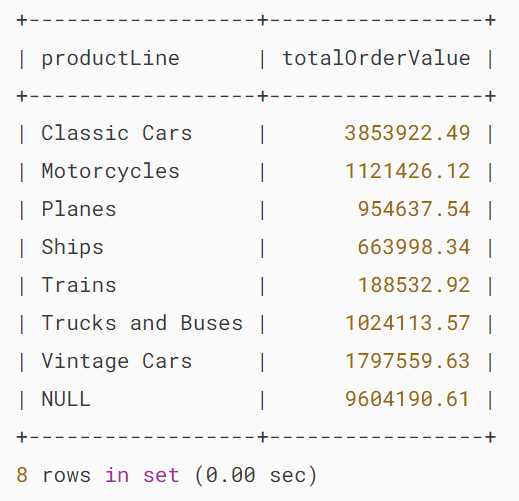 +------------------+-----------------+
| productLine      | totalOrderValue |
+------------------+-----------------+
| Classic Cars     |      3853922.49 |
| Motorcycles      |      1121426.12 |
| Planes           |       954637.54 |
| Ships            |       663998.34 |
| Trains           |       188532.92 |
| Trucks and Buses |      1024113.57 |
| Vintage Cars     |      1797559.63 |
| NULL             |      9604190.61 |
+------------------+-----------------+
8 rows in set (0.00 sec)